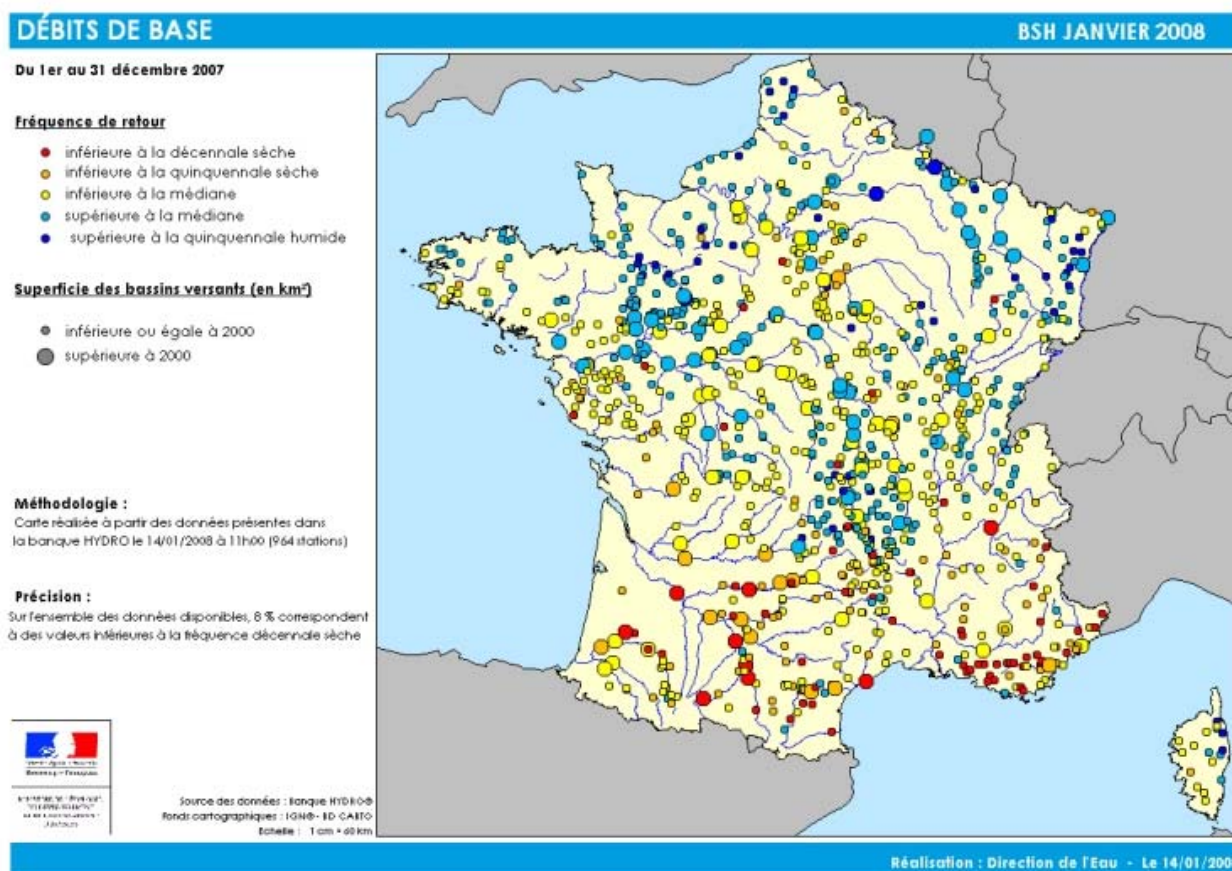 DÉBITS DE BASE
BSH JANVIER 2008
Du 1er au 31 décembre 2007
Fréquence de retour
inférieure à la décennale sèche
inférieure à la quinquennale sèche
inférieure à la médiane
supérieure à la médiane
supérieure à la quinquennale humide
Superficie des bassins versants (en km²)
inférieure ou égale à 2000
supérieure à 2000
Méthodologie :
Carte réalisée à partir des données présentes dans
la banque HYDRO le 14/01/2008 à 11h00 (964 stations)
Précision :
Sur l'ensemble des données disponibles, 8 % correspondent
à des valeurs inférieures à la fréquence décennale sèche
Source des données : Banque HYDRO®
Fonds cartographiques : IGN® - BD CARTO
Echelle : 1 cm = 60 km
Réalisation : Direction de l'Eau - Le 14/01/200